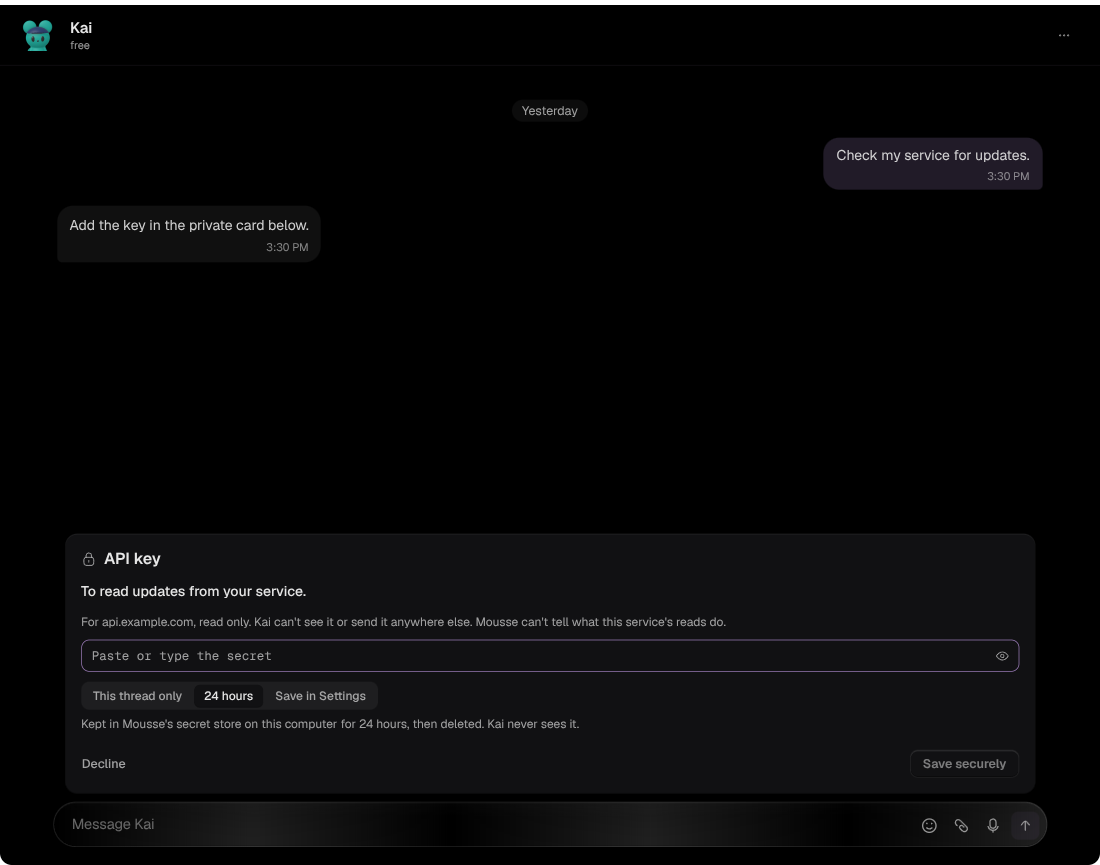 Kai
free
Yesterday
Check my service for updates.
3:30 PM
Add the key in the private card below.
3:30 PM
API key
To read updates from your service.
For api.example.com, read only. Kai can't see it or send it anywhere else. Mousse can't tell what this service's reads do.
Paste or type the secret
This thread only 24 hours Save in Settings
Kept in Mousse's secret store on this computer for 24 hours, then deleted. Kai never sees it.
Decline Save securely
Message Kai